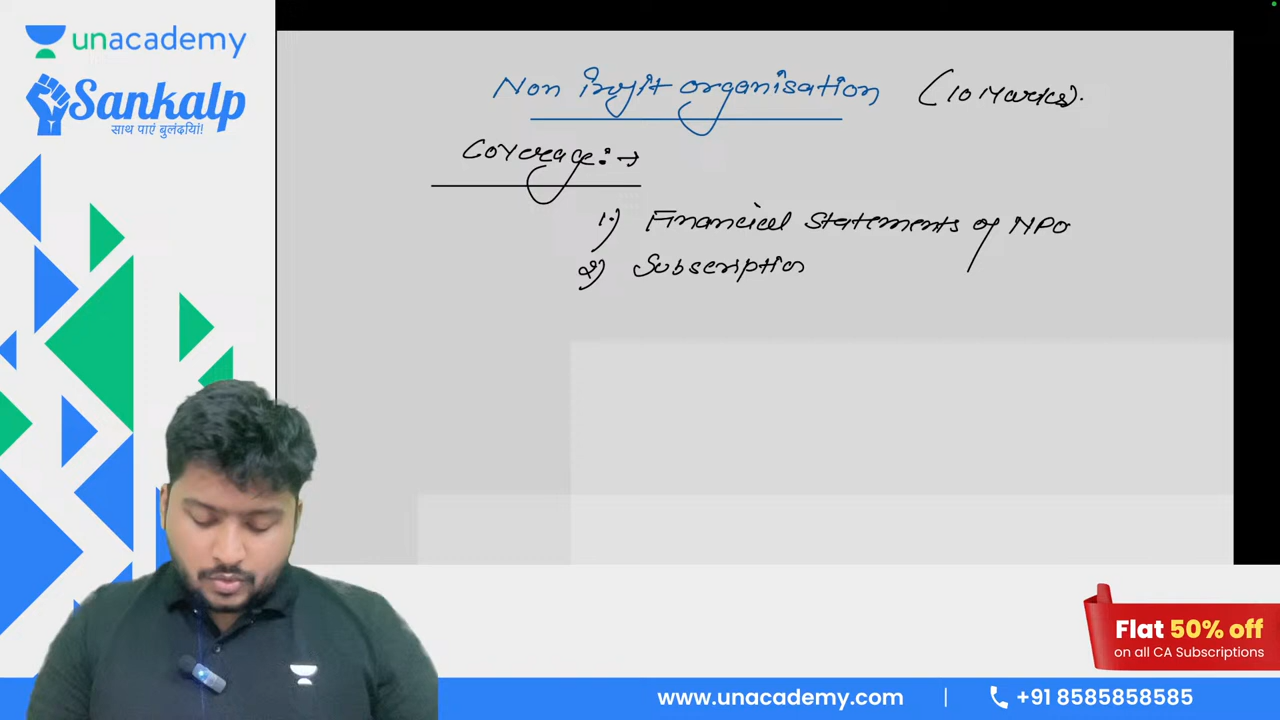 unacademy
Sankalp
साथ पाएं बुलंदियां!
Non Profit organisation (10 Marks).
Coverage:→
1.) Financial Statements of NPO
2) Subscription
Flat 50% off
on all CA Subscriptions
www.unacademy.com | +91 8585858585